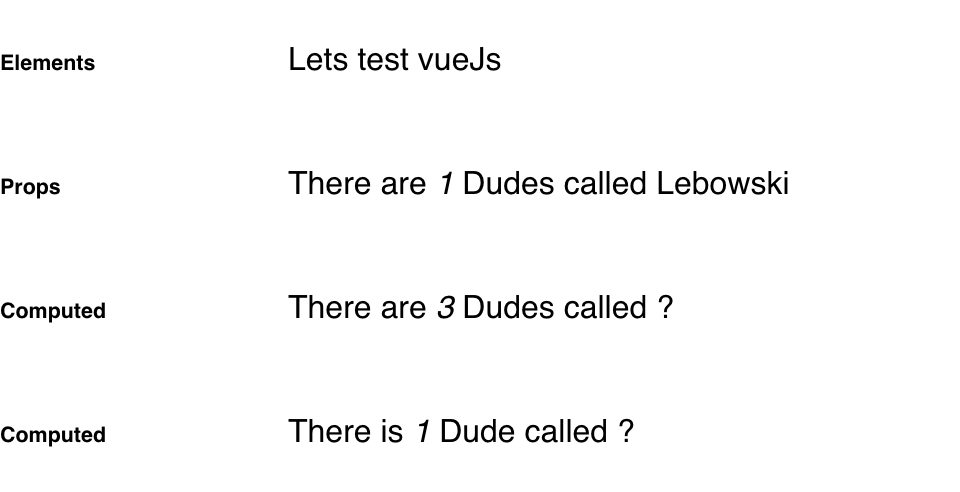 Elements Lets test vueJs
Props There are 1 Dudes called Lebowski
Computed There are 3 Dudes called ?
Computed There is 1 Dude called ?